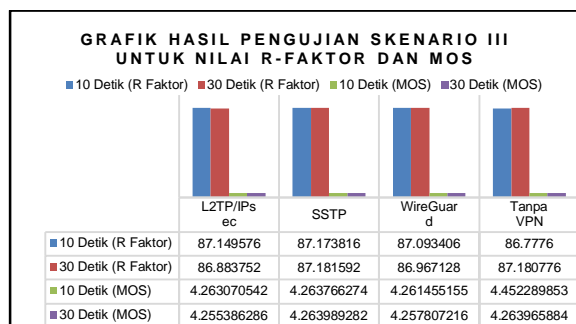 GRAFIK HASIL PENGUJIAN SKENARIO III
UNTUK NILAI R-FAKTOR DAN MOS
10 Detik (R Faktor) 30 Detik (R Faktor) 10 Detik (MOS) 30 Detik (MOS)
L2TP/IPs
ec
SSTP
WireGuar
d
Tanpa
VPN
10 Detik (R Faktor) 87.149576 87.173816 87.093406 86.7776
30 Detik (R Faktor) 86.883752 87.181592 86.967128 87.180776
10 Detik (MOS) 4.263070542 4.263766274 4.261455155 4.452289853
30 Detik (MOS) 4.255386286 4.263989282 4.257807216 4.263965884